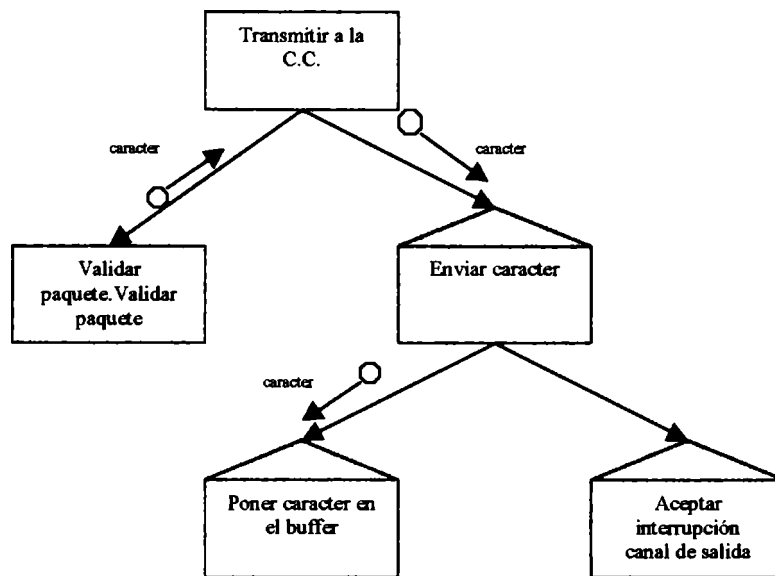 Transmitir a la
C.C.
caracter
caracter
Validar
paquete.Validar
paquete
Enviar caracter
caracter
Poner caracter en
el buffer
Aceptar
interrupción
canal de salida